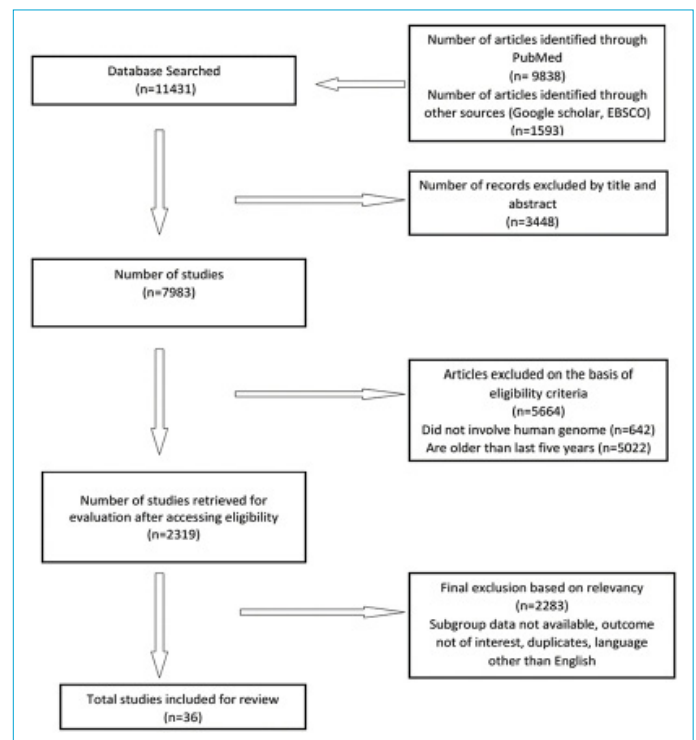 Database Searched
(n=11431)
Number of articles identified through
PubMed
(n= 9838)
Number of articles identified through
other sources (Google scholar, EBSCO)
(n=1593)
Number of records excluded by title and
abstract
(n=3448)
Number of studies
(n=7983)
Articles excluded on the basis of
eligibility criteria
(n=5664)
Did not involve human genome (n=642)
Are older than last five years (n=5022)
Number of studies retrieved for
evaluation after accessing eligibility
(n=2319)
Final exclusion based on relevancy
(n=2283)
Subgroup data not available, outcome
not of interest, duplicates, language
other than English
Total studies included for review
(n=36)